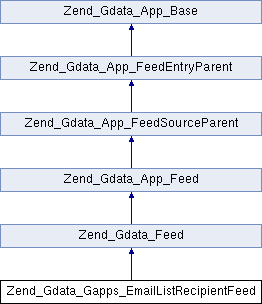 Zend_Gdata_App_Base
Zend_Gdata_App_FeedEntryParent
Zend_Gdata_App_FeedSourceParent
Zend_Gdata_App_Feed
Zend_Gdata_Feed
Zend_Gdata_Gapps_EmailListRecipientFeed